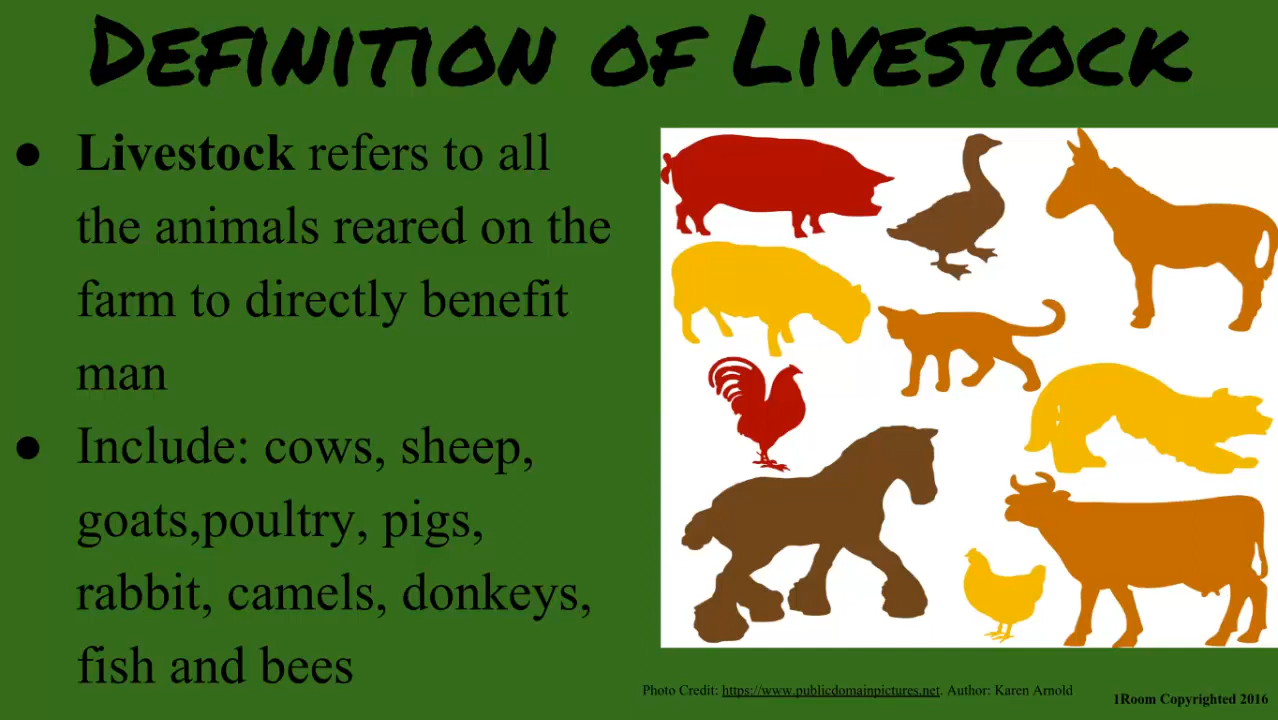 DEFINITION OF LIVESTOCK
● Livestock refers to all
the animals reared on the
farm to directly benefit
man
● Include: cows, sheep,
goats,poultry, pigs,
rabbit, camels, donkeys,
fish and bees
Photo Credit: https://www.publicdomainpictures.net. Author: Karen Arnold
1Room Copyrighted 2016